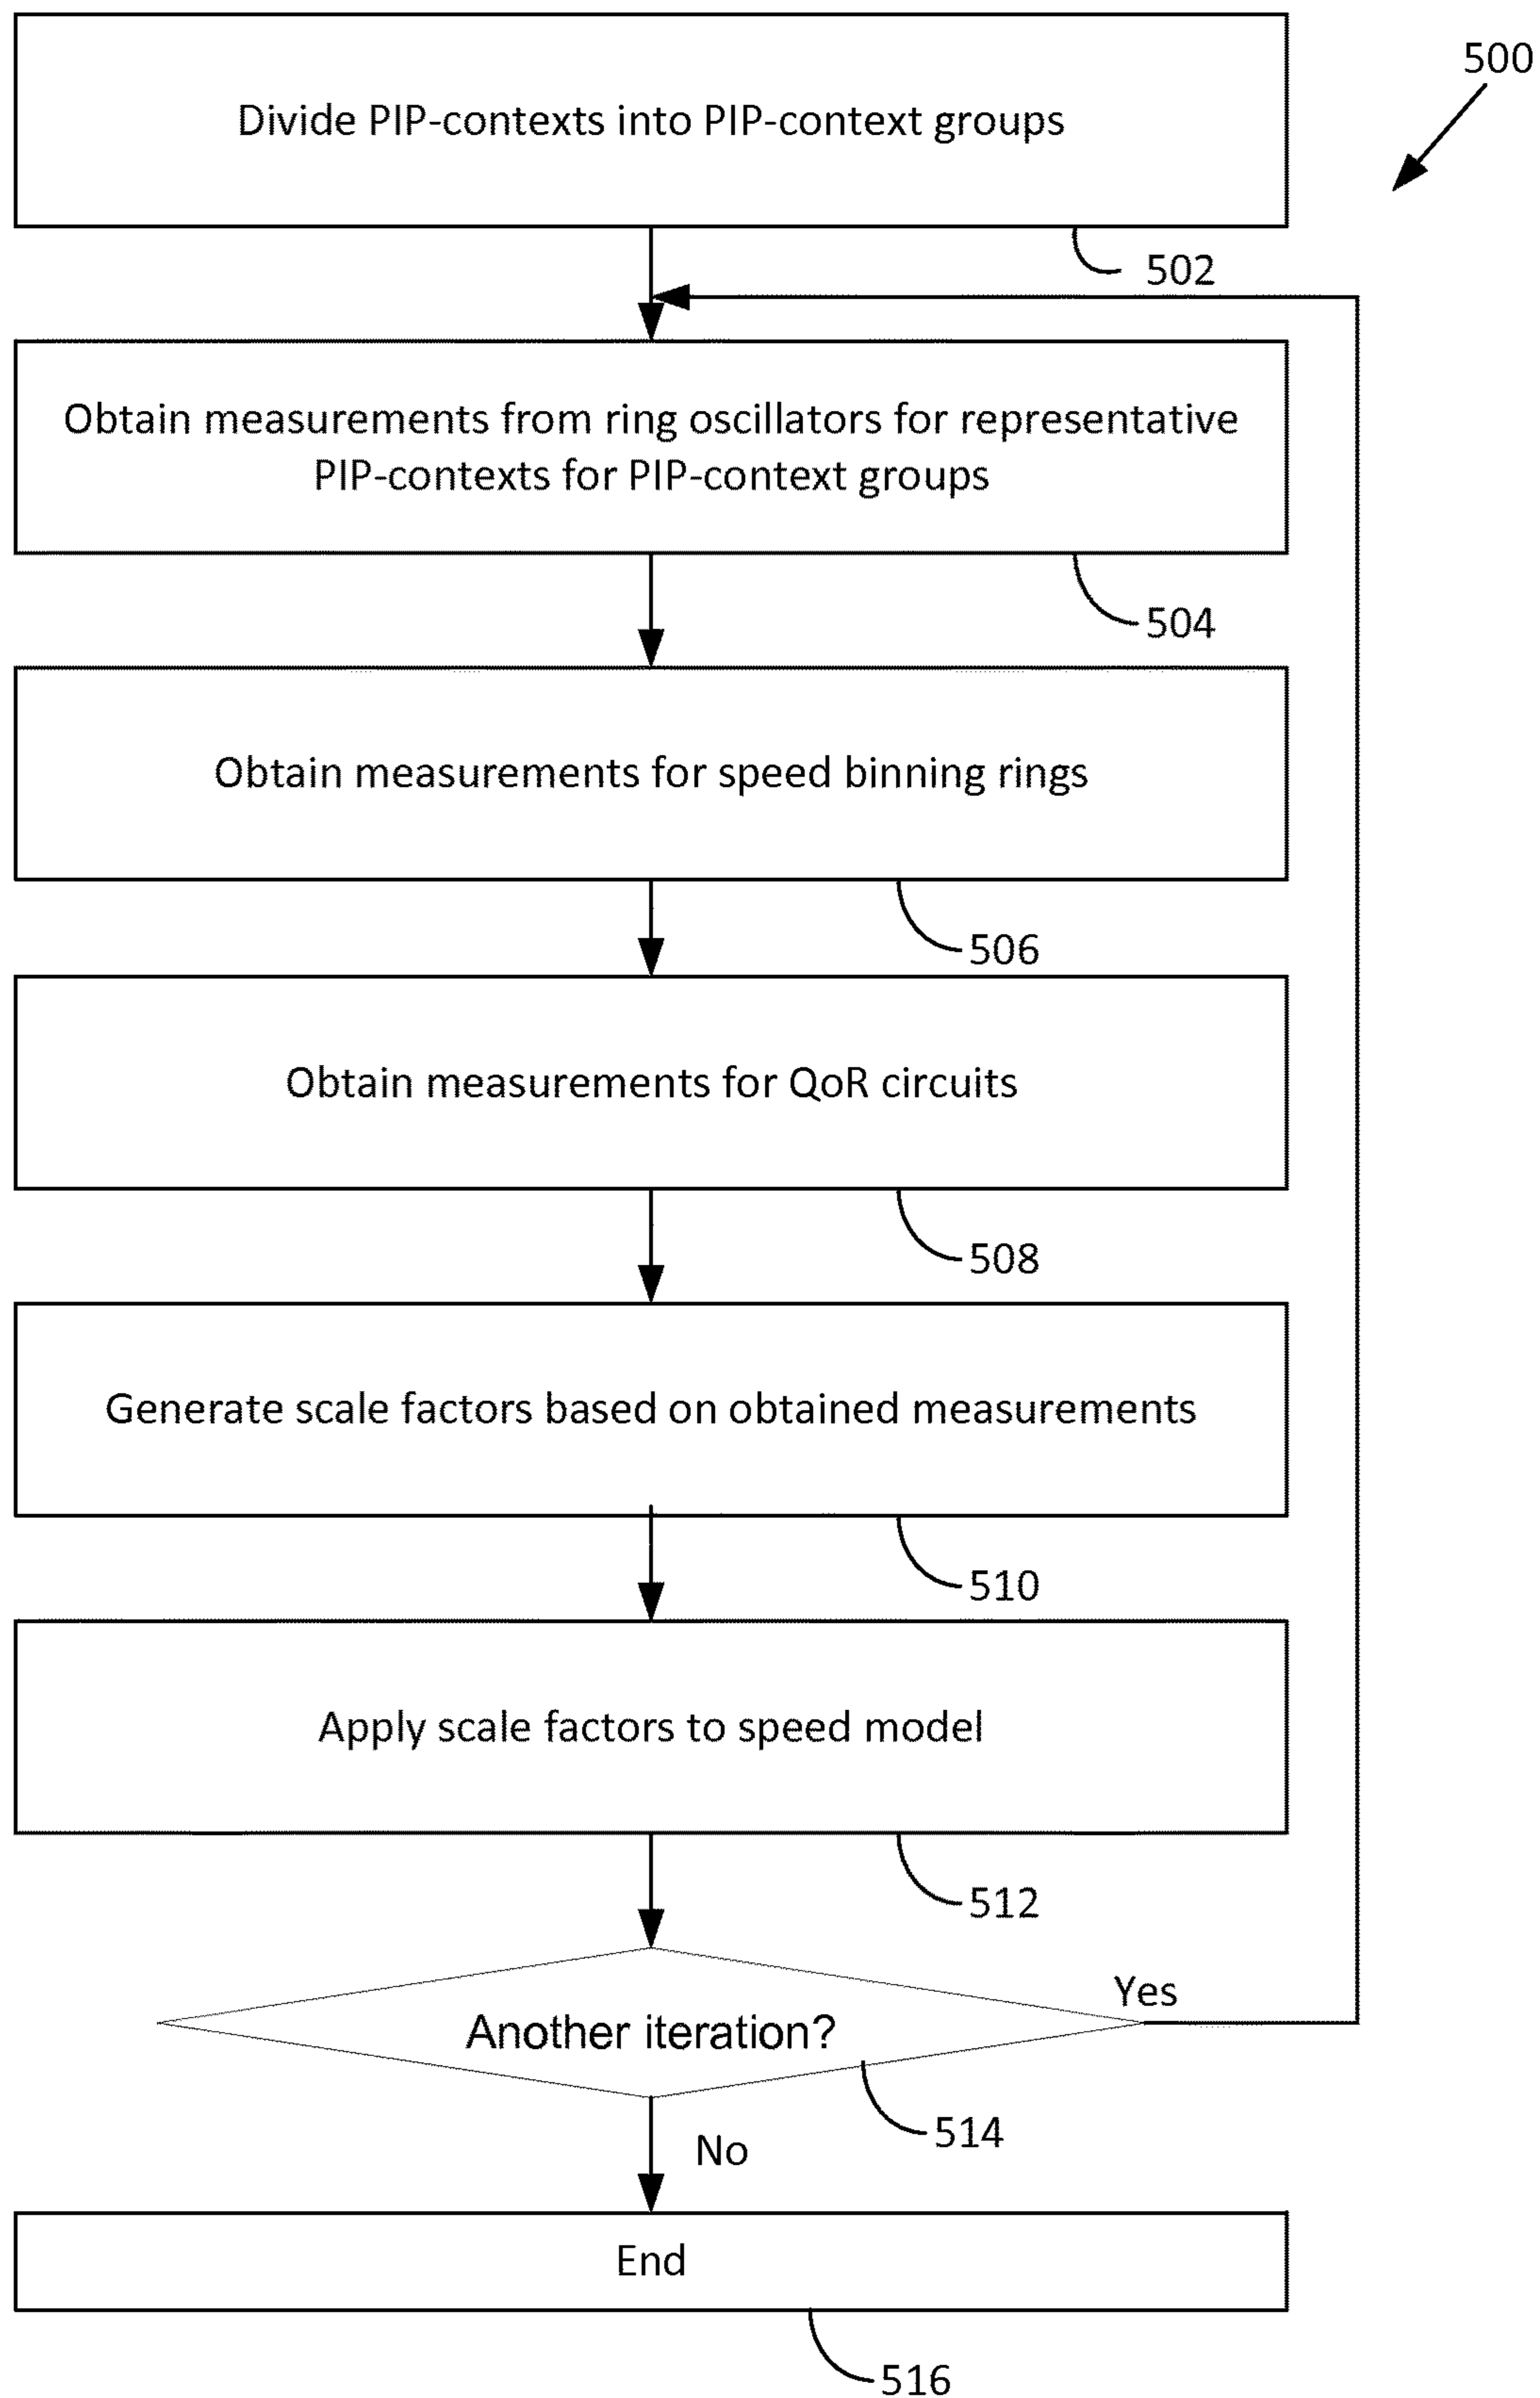 500
Divide PIP-contexts into PIP-context groups
502
Obtain measurements from ring oscillators for representative
PIP-contexts for PIP-context groups
504
Obtain measurements for speed binning rings
506
Obtain measurements for QoR circuits
508
Generate scale factors based on obtained measurements
510
Apply scale factors to speed model
512
Another iteration?
Yes
514
No
End
516